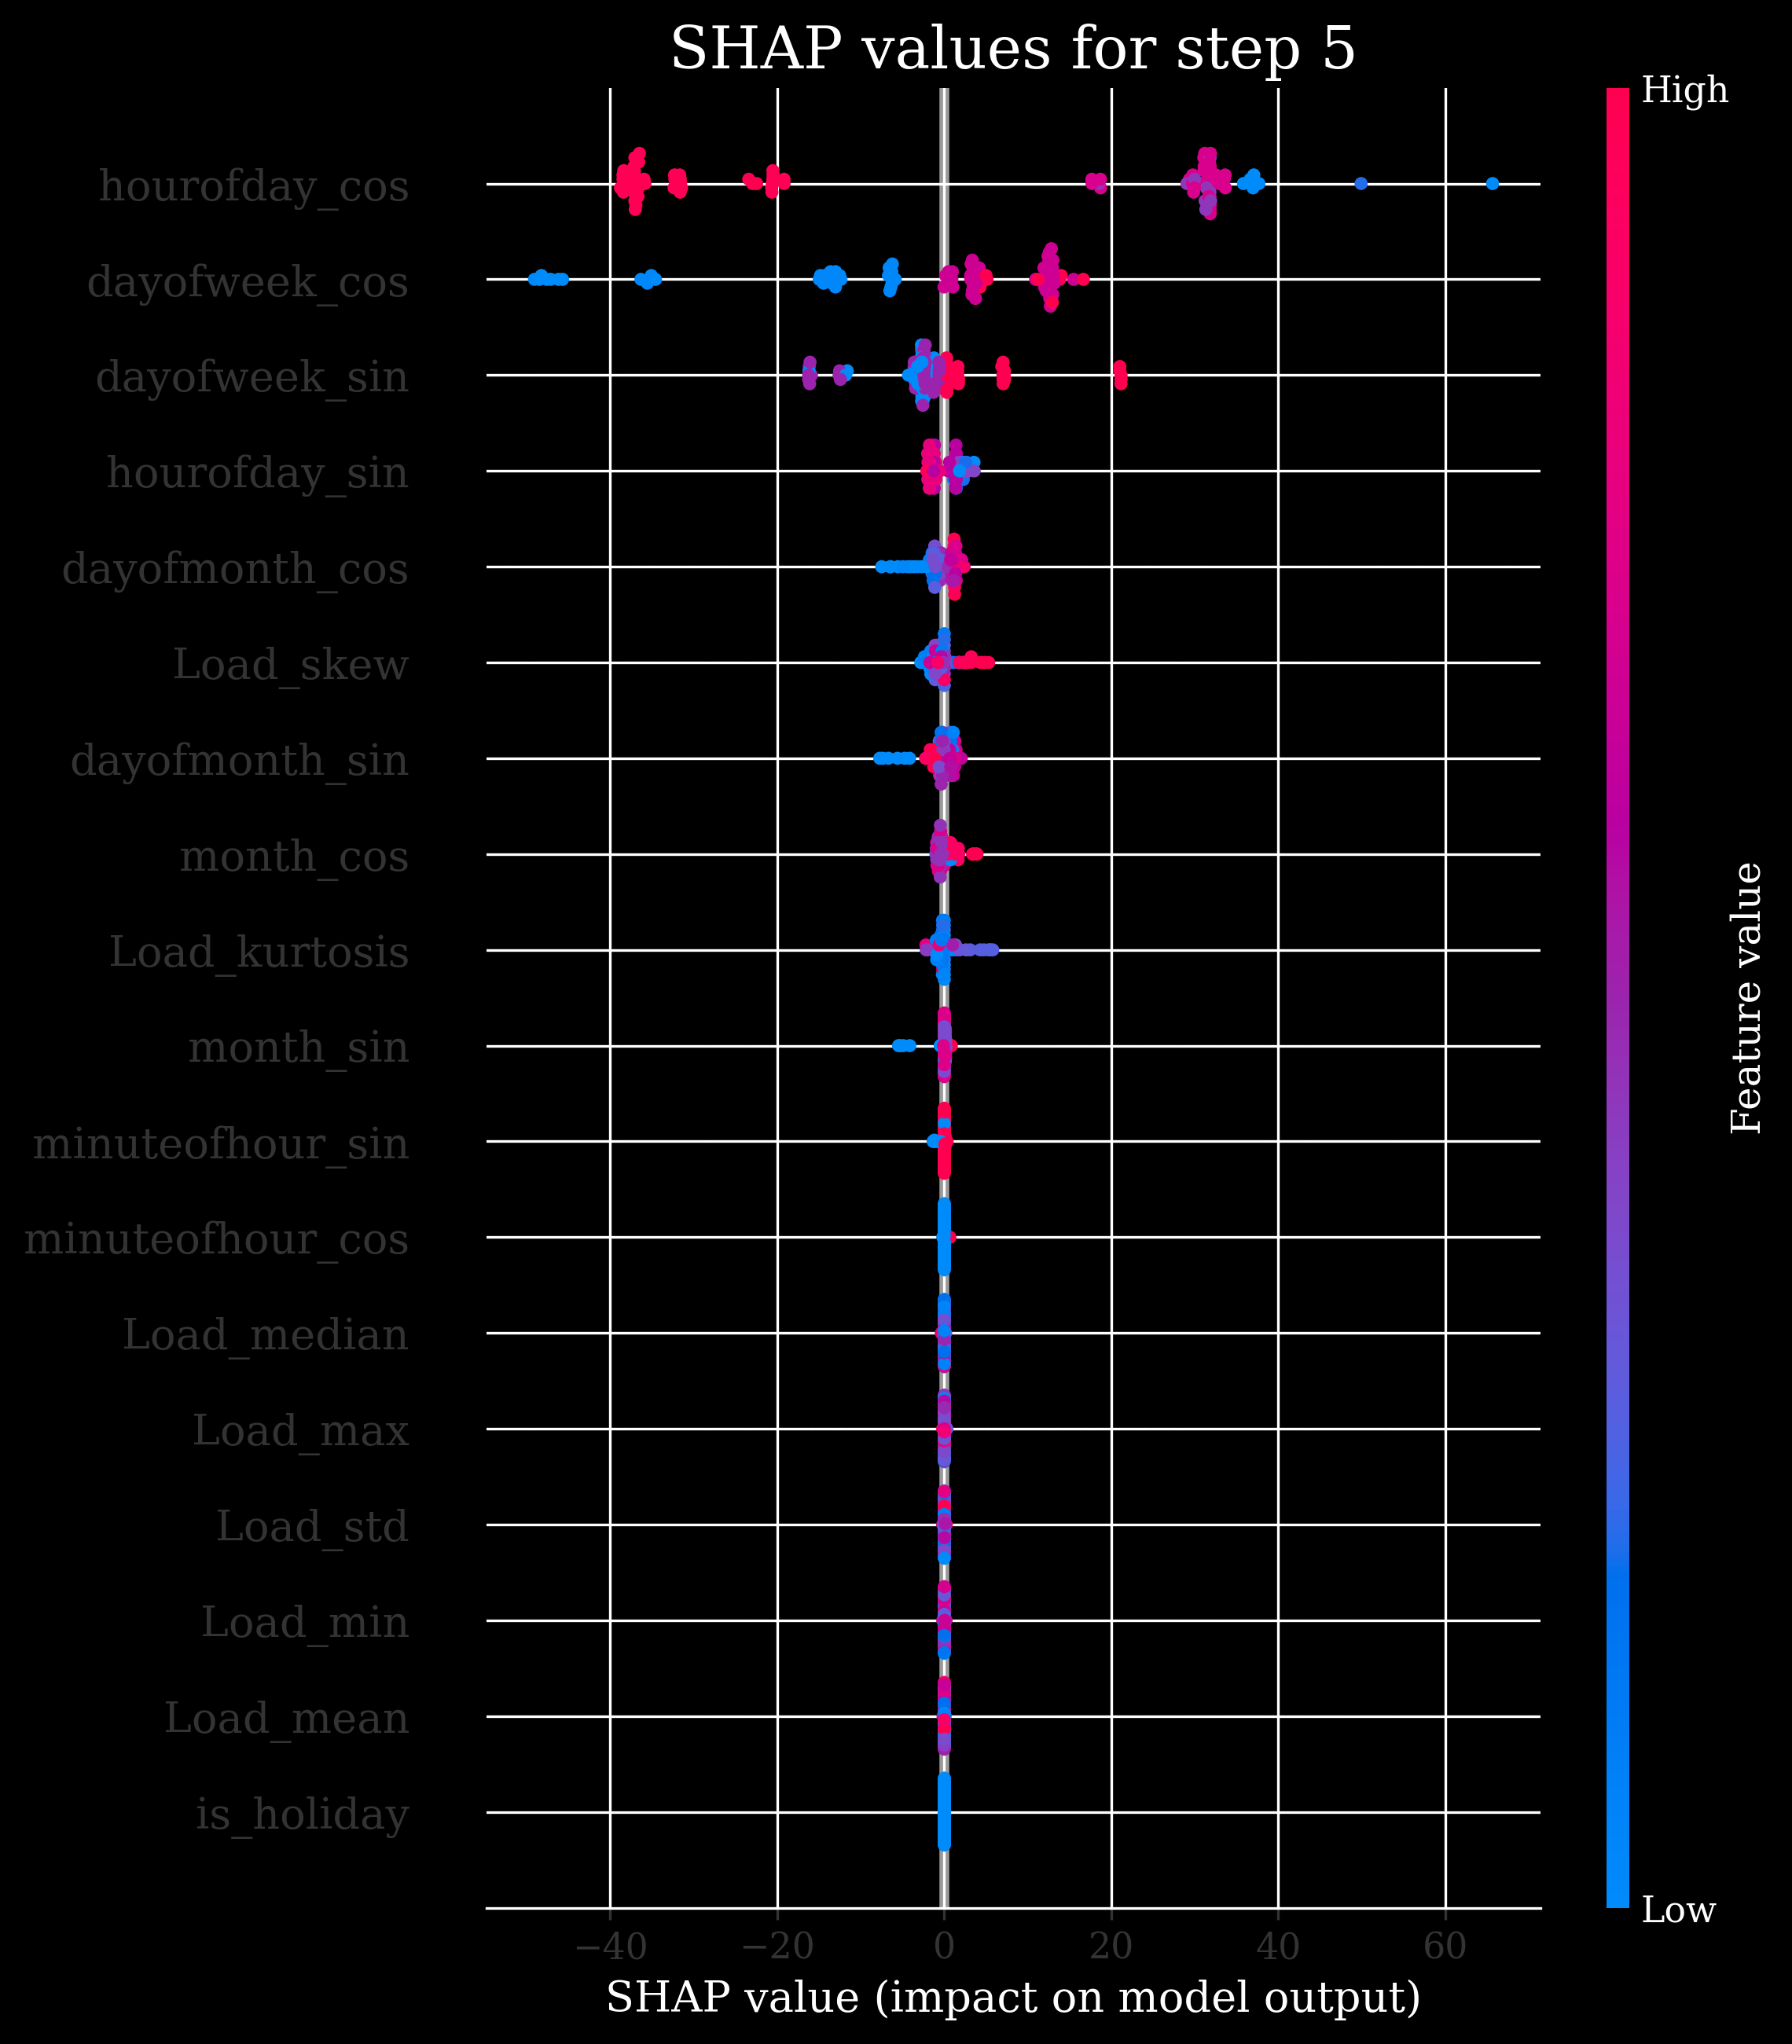 SHAP values for step 5
High
hourofday_cos
dayofweek_cos
dayofweek_sin
hourofday_sin
dayofmonth_cos
Load_skew
dayofmonth_sin
month_cos
Load_kurtosis
month_sin
minuteofhour_sin
minuteofhour_cos
Load_median
Load_max
Load_std
Load_min
Load_mean
is_holiday
Feature value
Low
−40 −20 0 20 40 60
SHAP value (impact on model output)